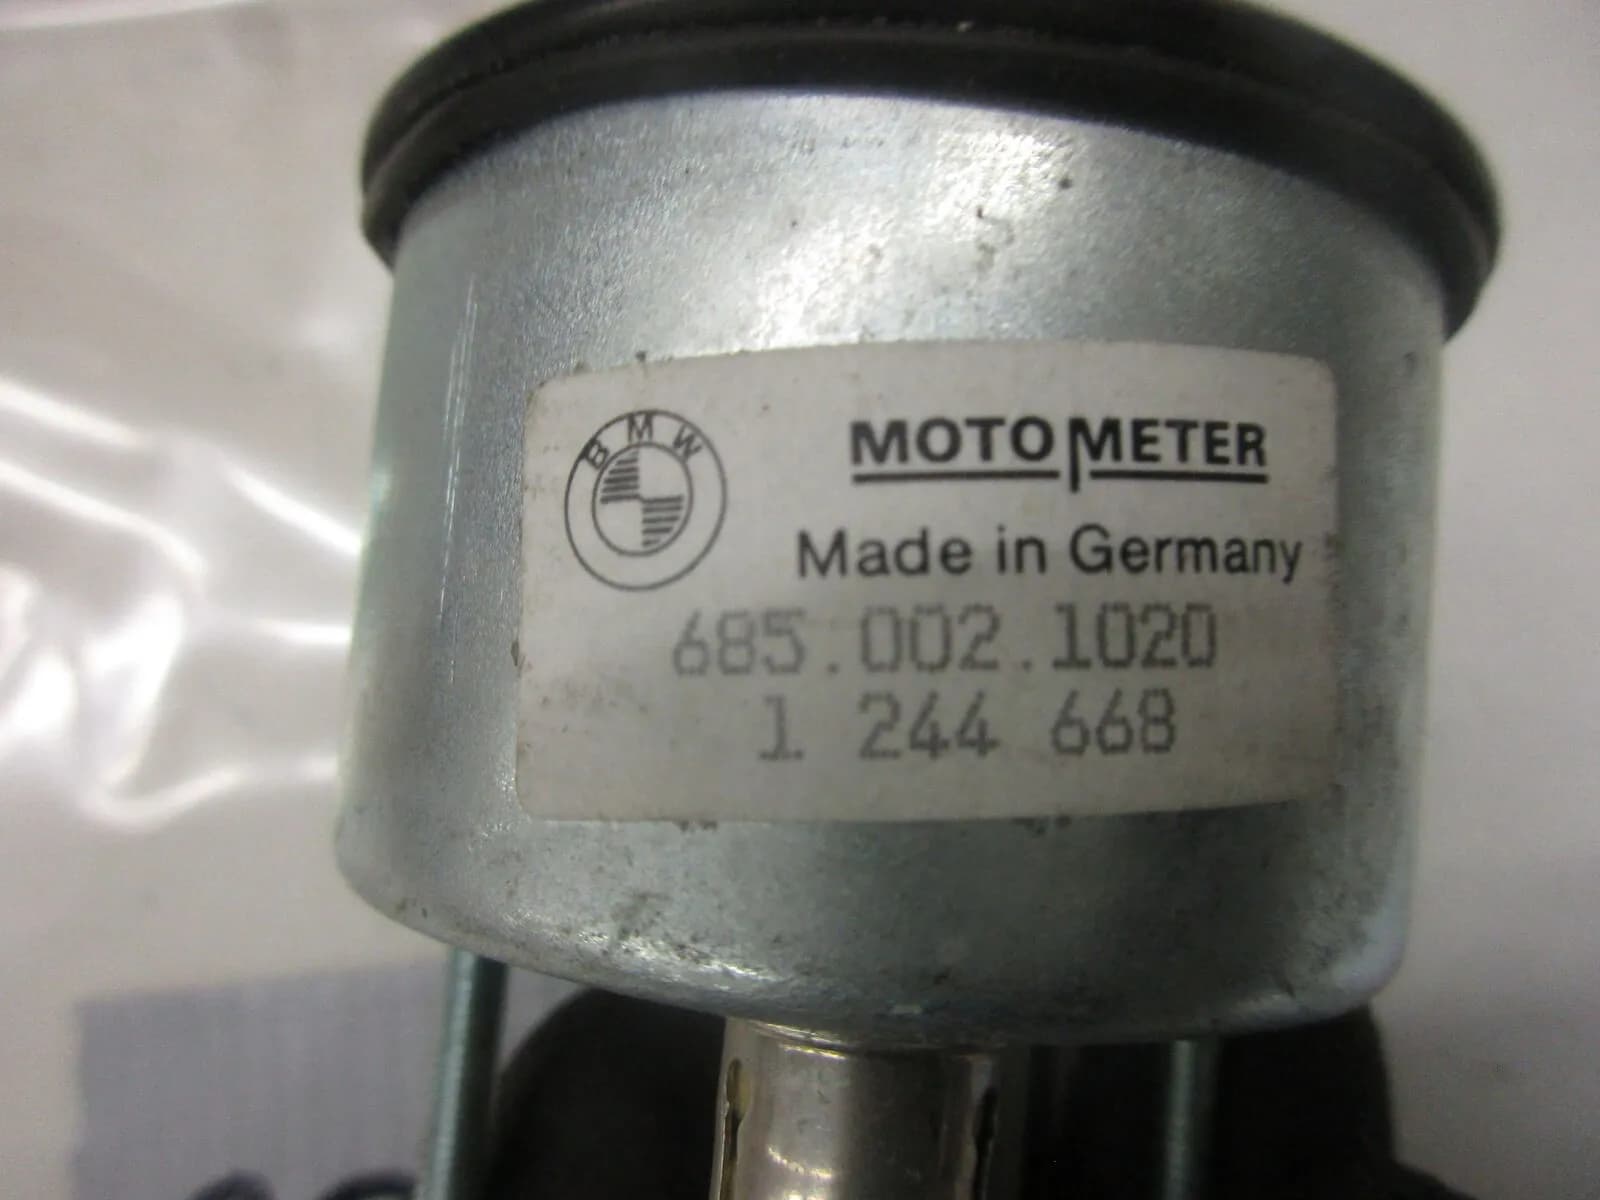 BMW
MOTOMETER
Made in Germany
685.002.1020
1 244 668